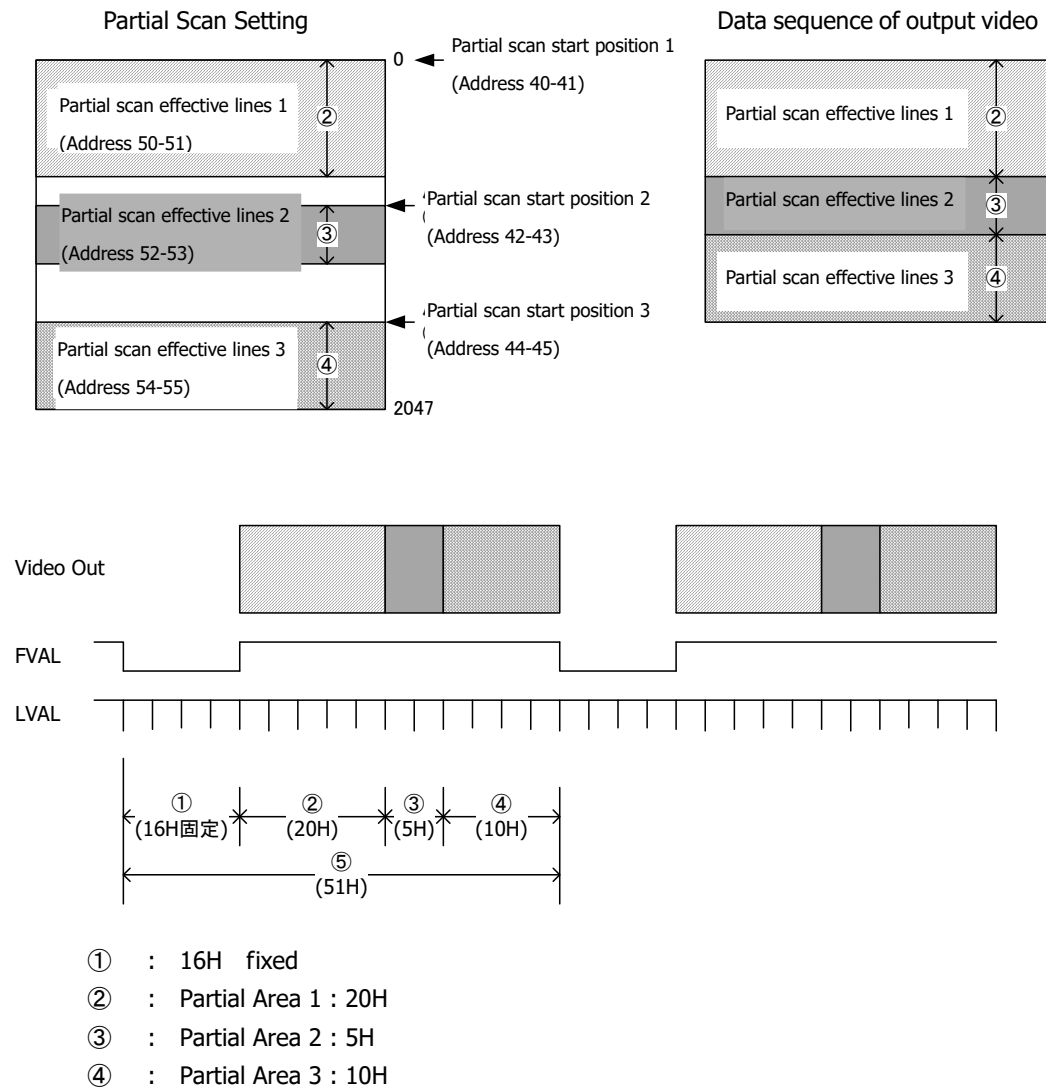 Partial Scan Setting
Data sequence of output video
0
Partial scan start position 1
(Address 40-41)
Partial scan effective lines 1
(Address 50-51)
②
Partial scan effective lines 1
②
Partial scan start position 2
(Address 42-43)
Partial scan effective lines 2
(Address 52-53)
③
Partial scan effective lines 2
③
Partial scan start position 3
(Address 44-45)
Partial scan effective lines 3
(Address 54-55)
④
2047
Partial scan effective lines 3
④
Video Out
FVAL
LVAL
① ② ③ ④
(16H固定) (20H) (5H) (10H)
⑤
(51H)
① : 16H fixed
② : Partial Area 1 : 20H
③ : Partial Area 2 : 5H
④ : Partial Area 3 : 10H